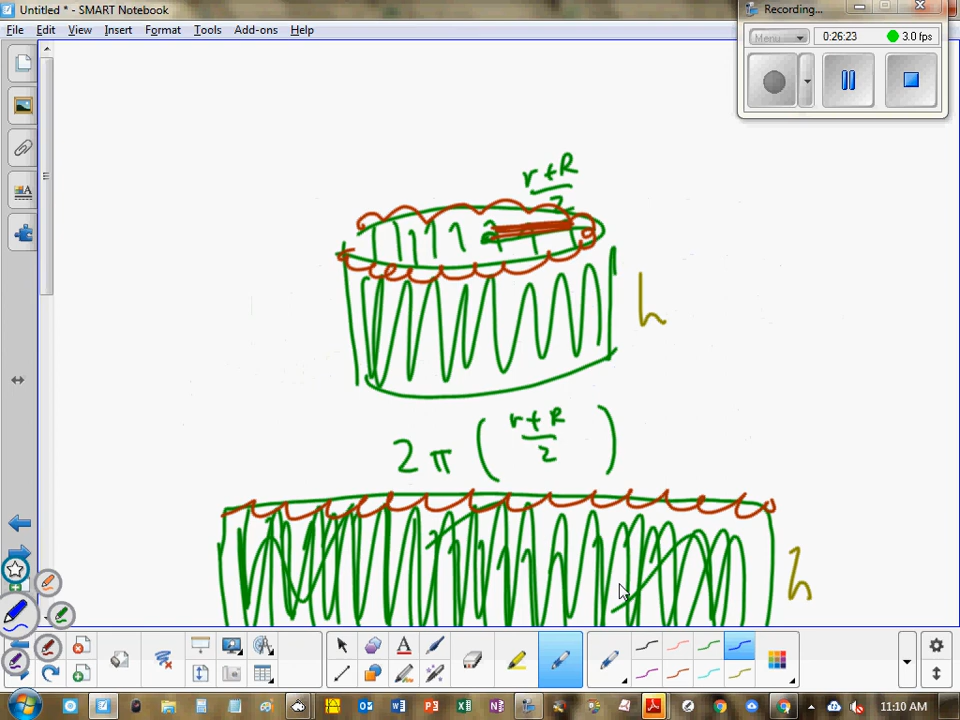 Untitled * - SMART Notebook
Recording...
File Edit View Insert Format Tools Add-ons Help
Menu 0:26:23 3.0 fps
r+R
2
h
2π ( r+R
2 )
h
11:10 AM